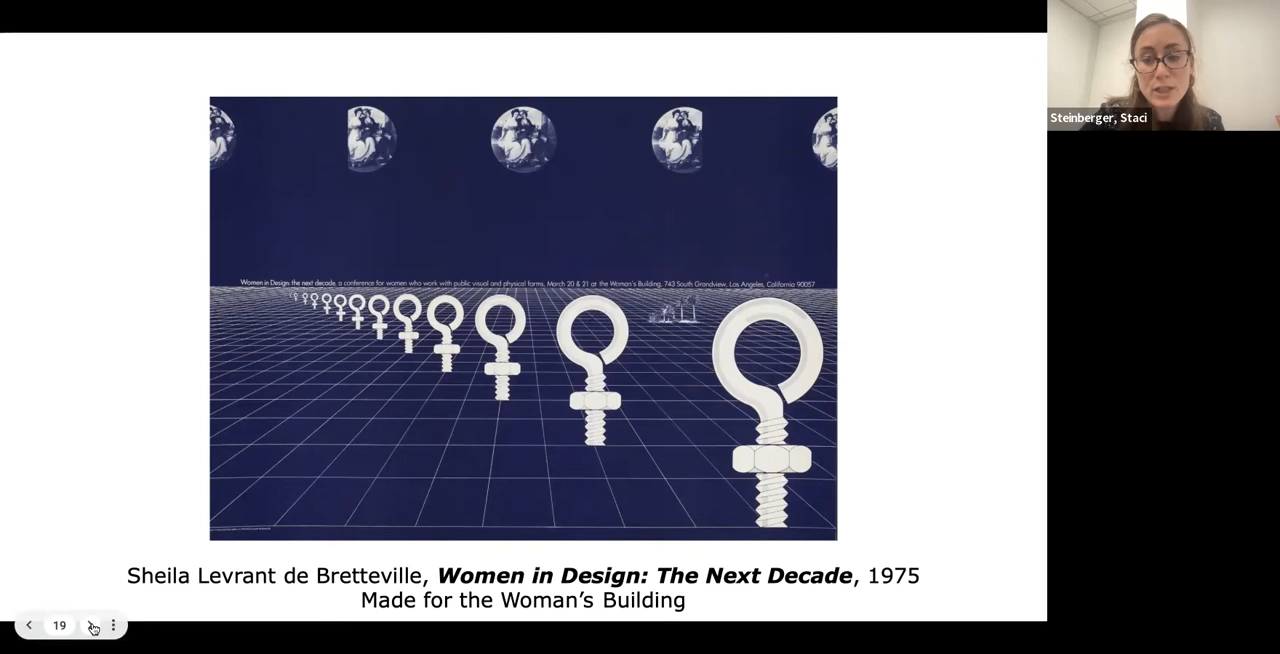 Steinberger, Staci
Women in Design: the next decade, a conference for women who work with public visual and physical forms, March 20 & 21 at the Woman's Building, 743 South Grandview, Los Angeles, California 90057
Sheila Levrant de Bretteville, Women in Design: The Next Decade, 1975
Made for the Woman's Building
19